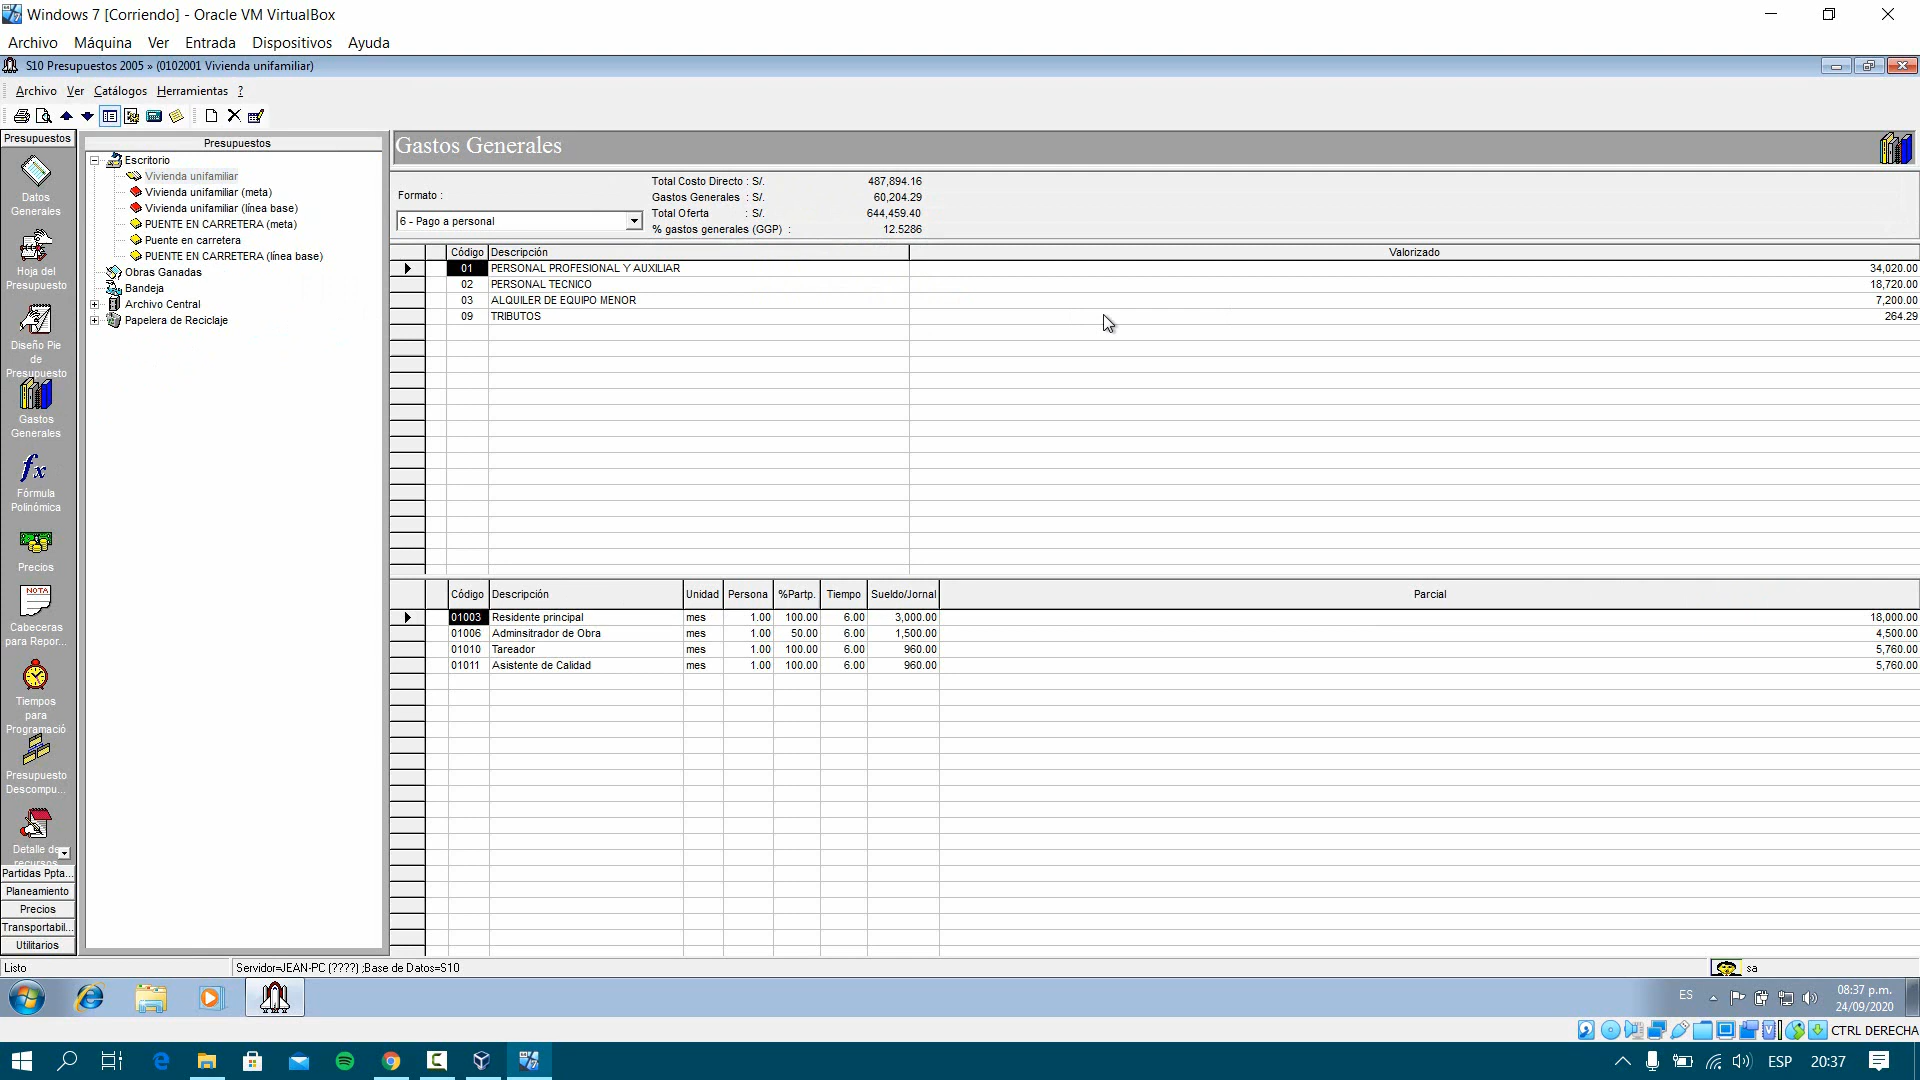 Windows 7 [Corriendo] - Oracle VM VirtualBox
Archivo Máquina Ver Entrada Dispositivos Ayuda
S10 Presupuestos 2005 » (0102001 Vivienda unifamiliar)
Archivo Ver Catálogos Herramientas ?
Presupuestos
Datos
Generales
Hoja del
Presupuesto
Diseño Pie
de
Presupuesto
Gastos
Generales
fx
Fórmula
Polinómica
Precios
NOTA
Cabeceras
para Repor...
Tiempos
para
Programació
Presupuesto
Descompu...
Detalle de
recursos
Partidas Ppta...
Planeamiento
Precios
Transportabil...
Utilitarios
Presupuestos
Escritorio
Vivienda unifamiliar
Vivienda unifamiliar (meta)
Vivienda unifamiliar (línea base)
PUENTE EN CARRETERA (meta)
Puente en carretera
PUENTE EN CARRETERA (línea base)
Obras Ganadas
Bandeja
Archivo Central
Papelera de Reciclaje
Gastos Generales
Formato :
6 - Pago a personal
Total Costo Directo : S/. 487,894.16
Gastos Generales : S/. 60,204.29
Total Oferta : S/. 644,459.40
% gastos generales (GGP) : 12.5286
Código Descripción Valorizado
01 PERSONAL PROFESIONAL Y AUXILIAR 34,020.00
02 PERSONAL TECNICO 18,720.00
03 ALQUILER DE EQUIPO MENOR 7,200.00
09 TRIBUTOS 264.29
Código Descripción Unidad Persona %Partp. Tiempo Sueldo/Jornal Parcial
01003 Residente principal mes 1.00 100.00 6.00 3,000.00 18,000.00
01006 Adminsitrador de Obra mes 1.00 50.00 6.00 1,500.00 4,500.00
01010 Tareador mes 1.00 100.00 6.00 960.00 5,760.00
01011 Asistente de Calidad mes 1.00 100.00 6.00 960.00 5,760.00
Listo Servidor=JEAN-PC (????) ;Base de Datos=S10 sa
ES 08:37 p.m.
24/09/2020
CTRL DERECHA
ESP 20:37